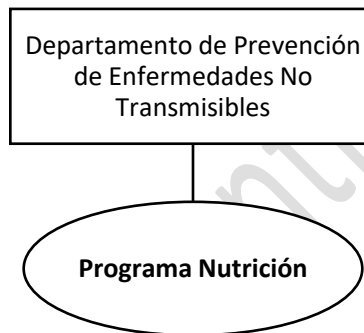 Departamento de Prevención
de Enfermedades No
Transmisibles
Programa Nutrición